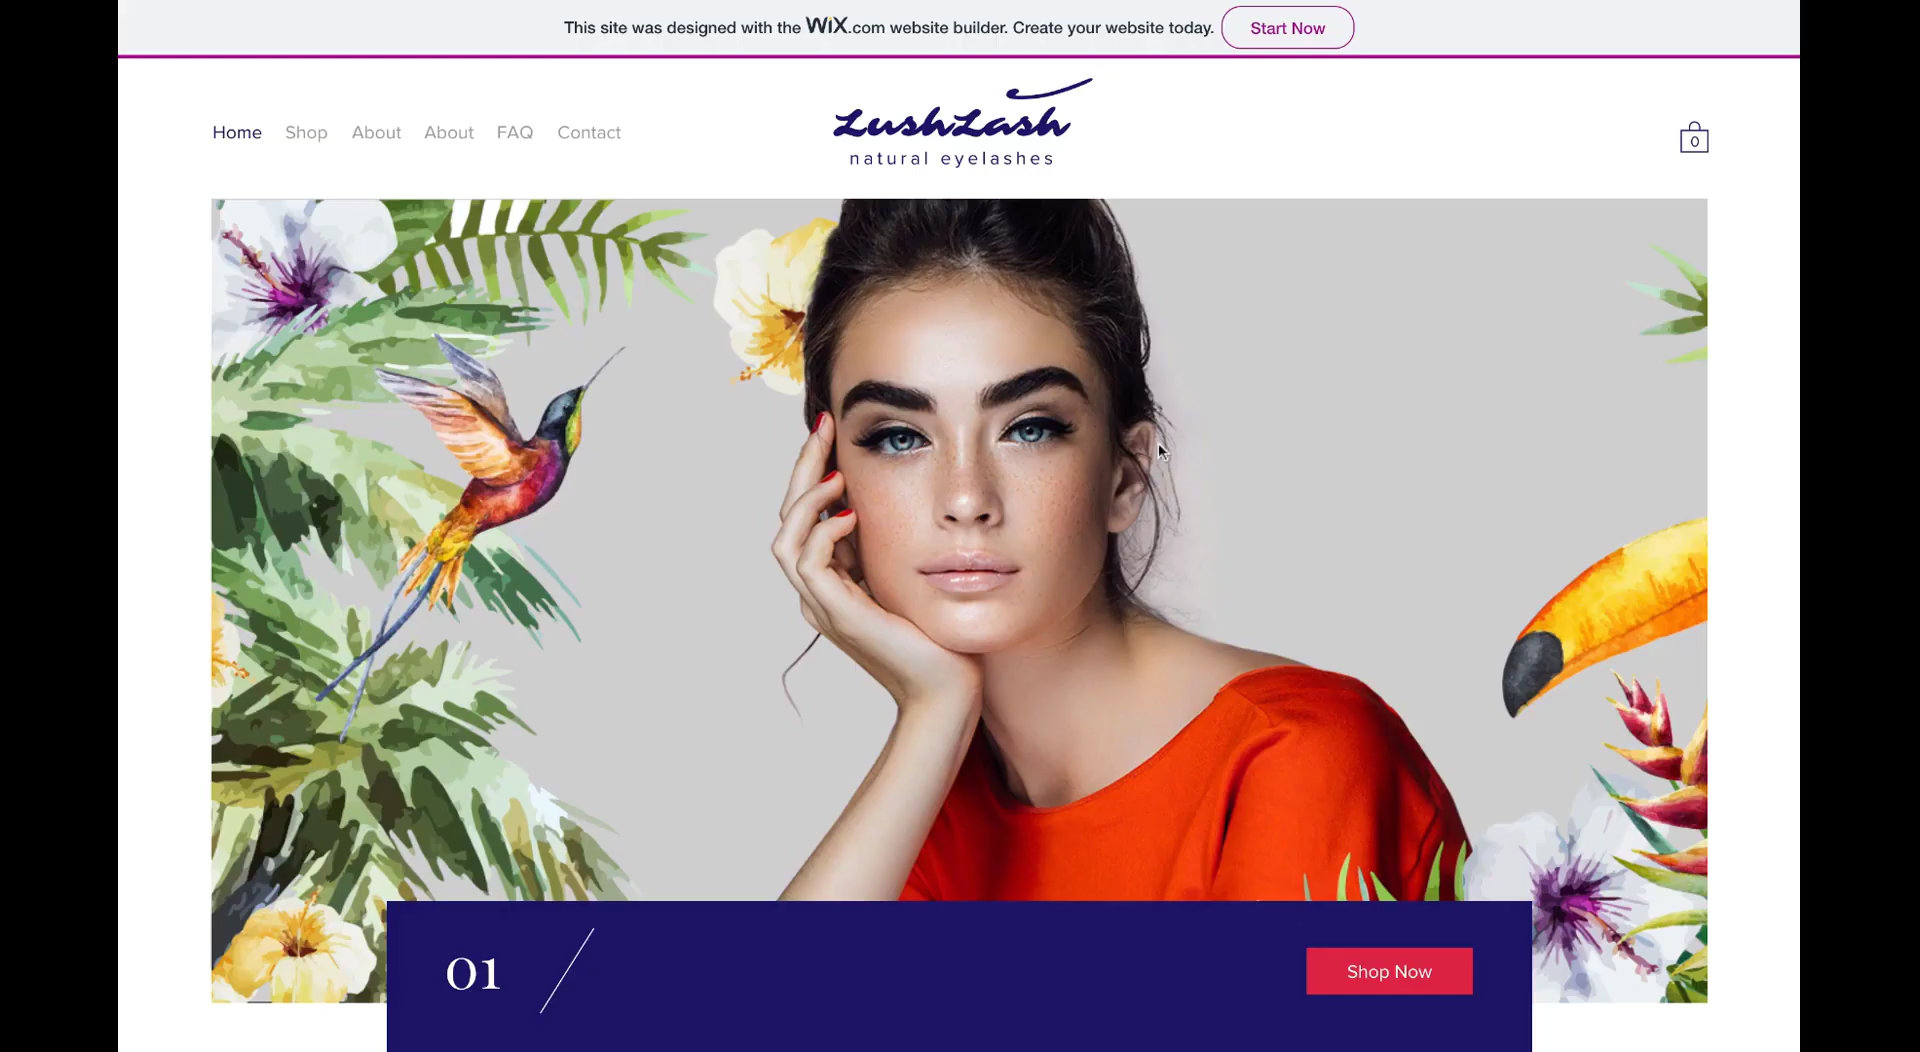 This site was designed with the WiX.com website builder. Create your website today. Start Now
Home Shop About About FAQ Contact
LushLash
natural eyelashes
0
01
Shop Now